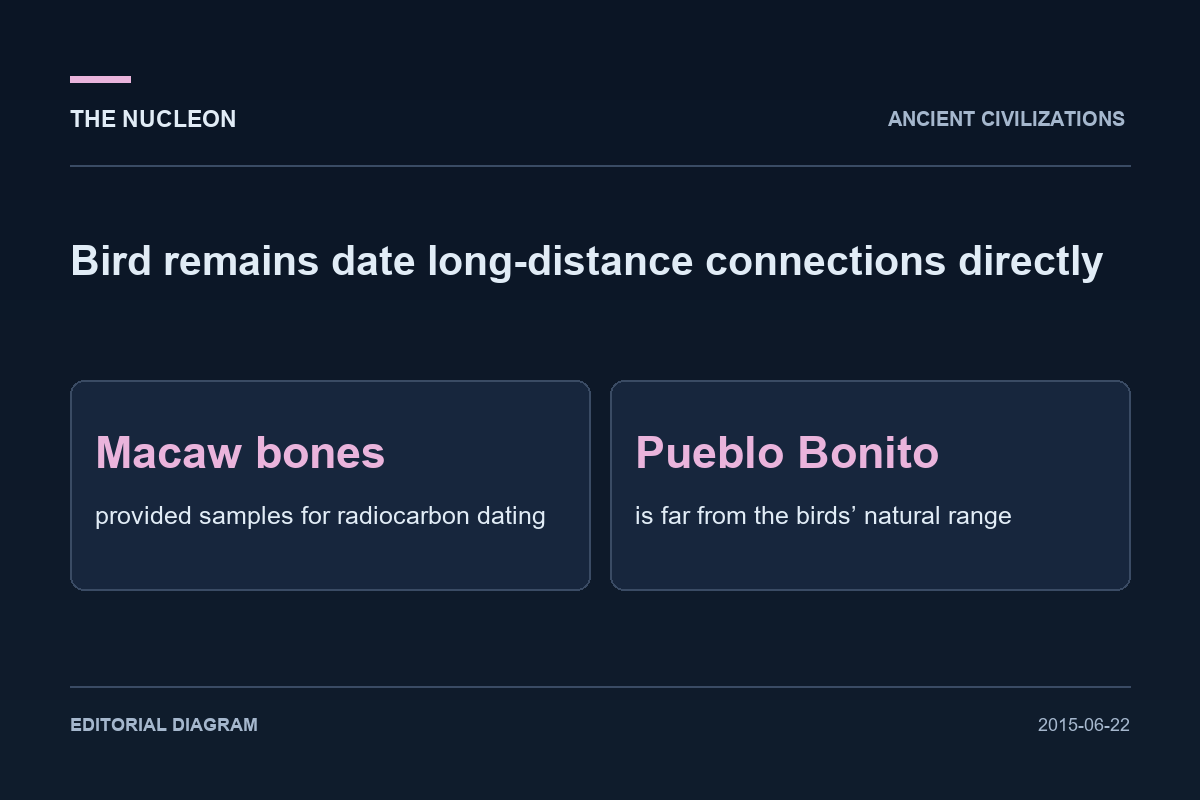 THE NUCLEON
ANCIENT CIVILIZATIONS
Bird remains date long-distance connections directly
Macaw bones
provided samples for radiocarbon dating
Pueblo Bonito
is far from the birds’ natural range
EDITORIAL DIAGRAM
2015-06-22